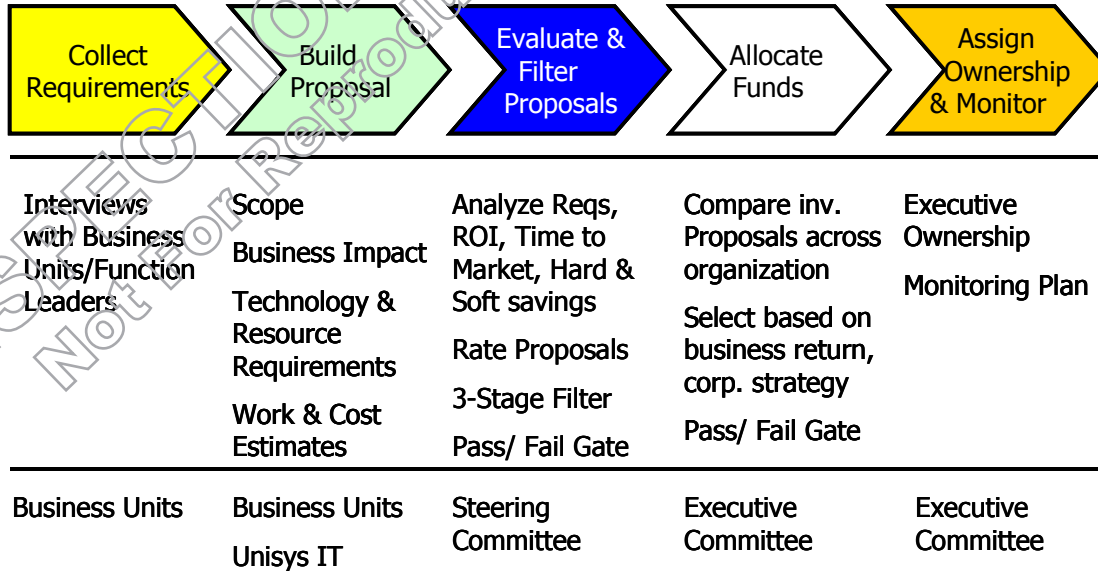 Collect
Requirements
Build
Proposal
Evaluate &
Filter
Proposals
Allocate
Funds
Assign
Ownership
& Monitor
Interviews
with Business
Units/Function
Leaders
Scope
Business Impact
Technology &
Resource
Requirements
Work & Cost
Estimates
Analyze Reqs,
ROI, Time to
Market, Hard &
Soft savings
Rate Proposals
3-Stage Filter
Pass/ Fail Gate
Compare inv.
Proposals across
organization
Select based on
business return,
corp. strategy
Pass/ Fail Gate
Executive
Ownership
Monitoring Plan
Business Units
Business Units
Unisys IT
Steering
Committee
Executive
Committee
Executive
Committee
Not For